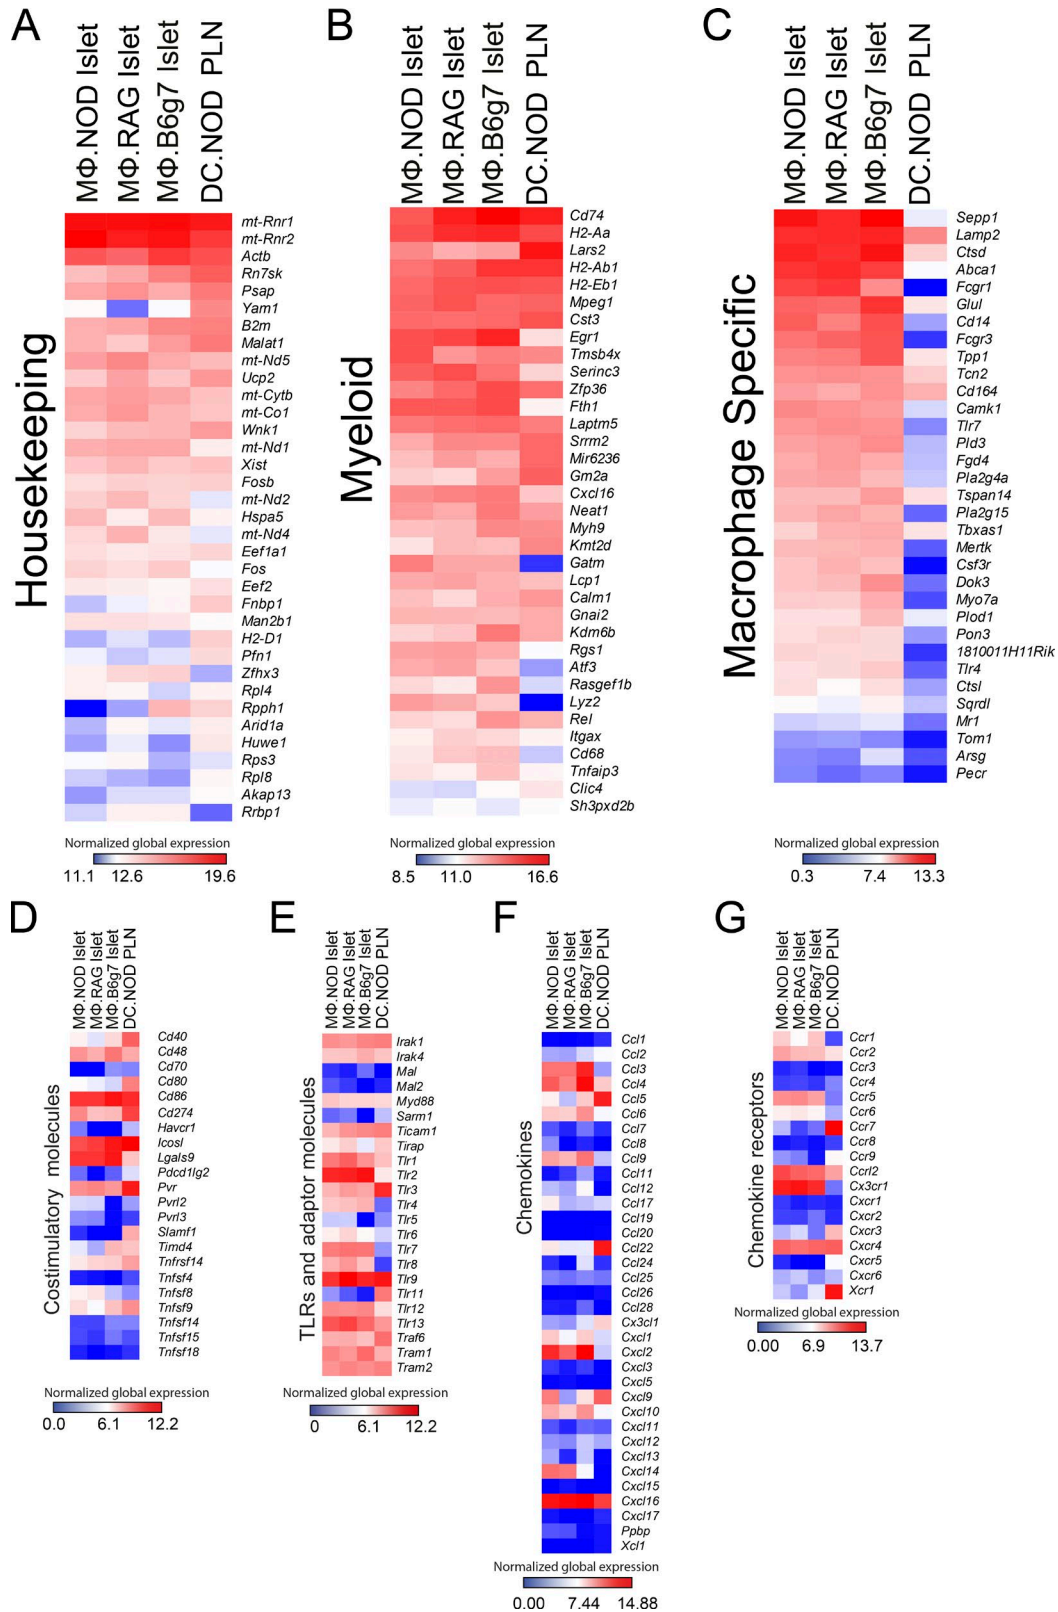 A
MΦ.NOD Islet
MΦ.RAG Islet
MΦ.B6g7 Islet
DC.NOD PLN
Housekeeping
mt-Rnr1
mt-Rnr2
Actb
Rn7sk
Psap
Yam1
B2m
Malat1
mt-Nd5
Ucp2
mt-Cytb
mt-Co1
Wnk1
mt-Nd1
Xist
Fosb
mt-Nd2
Hspa5
mt-Nd4
Eef1a1
Fos
Eef2
Fnbp1
Man2b1
H2-D1
Pfn1
Zfhx3
Rpl4
Rpph1
Arid1a
Huwe1
Rps3
Rpl8
Akap13
Rrbp1
Normalized global expression
11.1 12.6 19.6
B
MΦ.NOD Islet
MΦ.RAG Islet
MΦ.B6g7 Islet
DC.NOD PLN
Myeloid
Cd74
H2-Aa
Lars2
H2-Ab1
H2-Eb1
Mpeg1
Cst3
Egr1
Tmsb4x
Serinc3
Zfp36
Fth1
Laptm5
Srrm2
Mir6236
Gm2a
Cxcl16
Neat1
Myh9
Kmt2d
Gatm
Lcp1
Calm1
Gnai2
Kdm6b
Rgs1
Atf3
Rasgef1b
Lyz2
Rel
Itgax
Cd68
Tnfaip3
Clic4
Sh3pxd2b
Normalized global expression
8.5 11.0 16.6
C
MΦ.NOD Islet
MΦ.RAG Islet
MΦ.B6g7 Islet
DC.NOD PLN
Macrophage Specific
Sepp1
Lamp2
Ctsd
Abca1
Fcgr1
Glul
Cd14
Fcgr3
Tpp1
Tcn2
Cd164
Camk1
Tlr7
Pld3
Fgd4
Pla2g4a
Tspan14
Pla2g15
Tbxas1
Mertk
Csf3r
Dok3
Myo7a
Plod1
Pon3
1810011H11Rik
Tlr4
Ctsl
Sqrdl
Mr1
Tom1
Arsg
Pecr
Normalized global expression
0.3 7.4 13.3
D
MΦ.NOD Islet
MΦ.RAG Islet
MΦ.B6g7 Islet
DC.NOD PLN
Costimulatory molecules
Cd40
Cd48
Cd70
Cd80
Cd86
Cd274
Havcr1
Icosl
Lgals9
Pdcd1lg2
Pvr
Pvrl2
Pvrl3
Slamf1
Timd4
Tnfrsf14
Tnfsf4
Tnfsf8
Tnfsf9
Tnfsf14
Tnfsf15
Tnfsf18
Normalized global expression
0.0 6.1 12.2
E
MΦ.NOD Islet
MΦ.RAG Islet
MΦ.B6g7 Islet
DC.NOD PLN
TLRs and adaptor molecules
Irak1
Irak4
Mal
Mal2
Myd88
Sarm1
Ticam1
Tirap
Tlr1
Tlr2
Tlr3
Tlr4
Tlr5
Tlr6
Tlr7
Tlr8
Tlr9
Tlr11
Tlr12
Tlr13
Traf6
Tram1
Tram2
Normalized global expression
0 6.1 12.2
F
MΦ.NOD Islet
MΦ.RAG Islet
MΦ.B6g7 Islet
DC.NOD PLN
Chemokines
Ccl1
Ccl2
Ccl3
Ccl4
Ccl5
Ccl6
Ccl7
Ccl8
Ccl9
Ccl11
Ccl12
Ccl17
Ccl19
Ccl20
Ccl22
Ccl24
Ccl25
Ccl26
Ccl28
Cx3cl1
Cxcl1
Cxcl2
Cxcl3
Cxcl5
Cxcl9
Cxcl10
Cxcl11
Cxcl12
Cxcl13
Cxcl14
Cxcl15
Cxcl16
Cxcl17
Ppbp
Xcl1
Normalized global expression
0.00 7.44 14.88
G
MΦ.NOD Islet
MΦ.RAG Islet
MΦ.B6g7 Islet
DC.NOD PLN
Chemokine receptors
Ccr1
Ccr2
Ccr3
Ccr4
Ccr5
Ccr6
Ccr7
Ccr8
Ccr9
Ccrl2
Cx3cr1
Cxcr1
Cxcr2
Cxcr3
Cxcr4
Cxcr5
Cxcr6
Xcr1
Normalized global expression
0.00 6.9 13.7